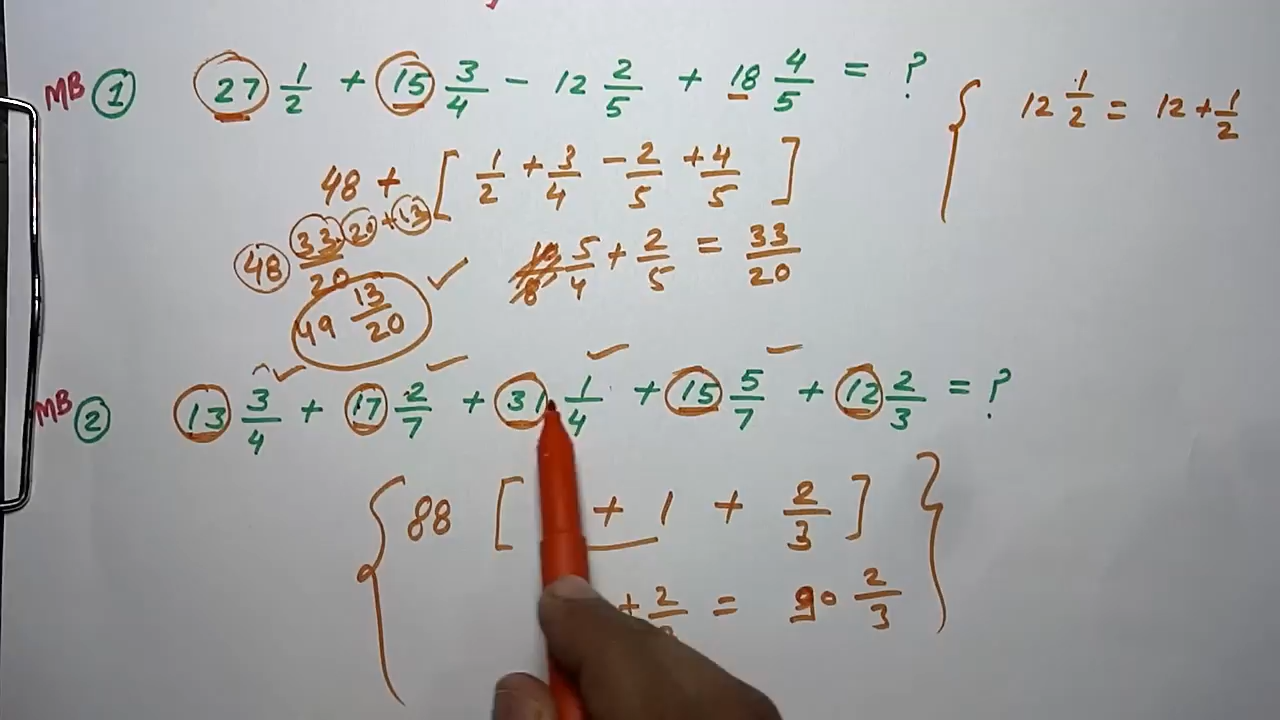 MB ① 27 1/2 + 15 3/4 - 12 2/5 + 18 4/5 = ?
12 1/2 = 12 + 1/2
48 + [ 1/2 + 3/4 - 2/5 + 4/5 ]
48 33/20 20 + 13
5/4 + 2/5 = 33/20
49 13/20
MB ② 13 3/4 + 17 2/7 + 31 1/4 + 15 5/7 + 12 2/3 = ?
88 [ + 1 + 2/3 ]
+ 2/3 = 90 2/3